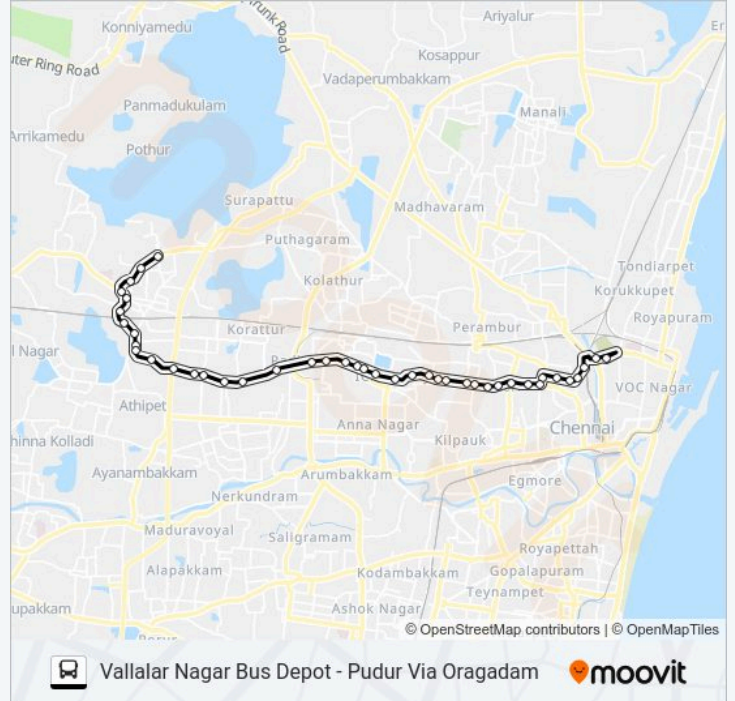 Ariyalur
Konniyamedu
Trunk Road
Er
Kosappur
uter Ring Road
Vadaperumbakkam
Panmadukulam
Manali
Arrikamedu
Pothur
Surapattu
Madhavaram
Puthagaram
Tondiarpet
Kolathur
Korukkupet
Royapuram
Korattur
Perambur
l Nagar
VOC Nagar
Athipet
Anna Nagar
Chennai
hinna Kolladi
Kilpauk
Ayanambakkam
Arumbakkam
Egmore
Nerkundram
Maduravoyal
Saligramam
Royapettah
Alapakkam
Kodambakkam
Gopalapuram
Teynampet
upakkam
Ashok Nagar
© OpenStreetMap contributors | © OpenMapTiles
Vallalar Nagar Bus Depot - Pudur Via Oragadam
moovit